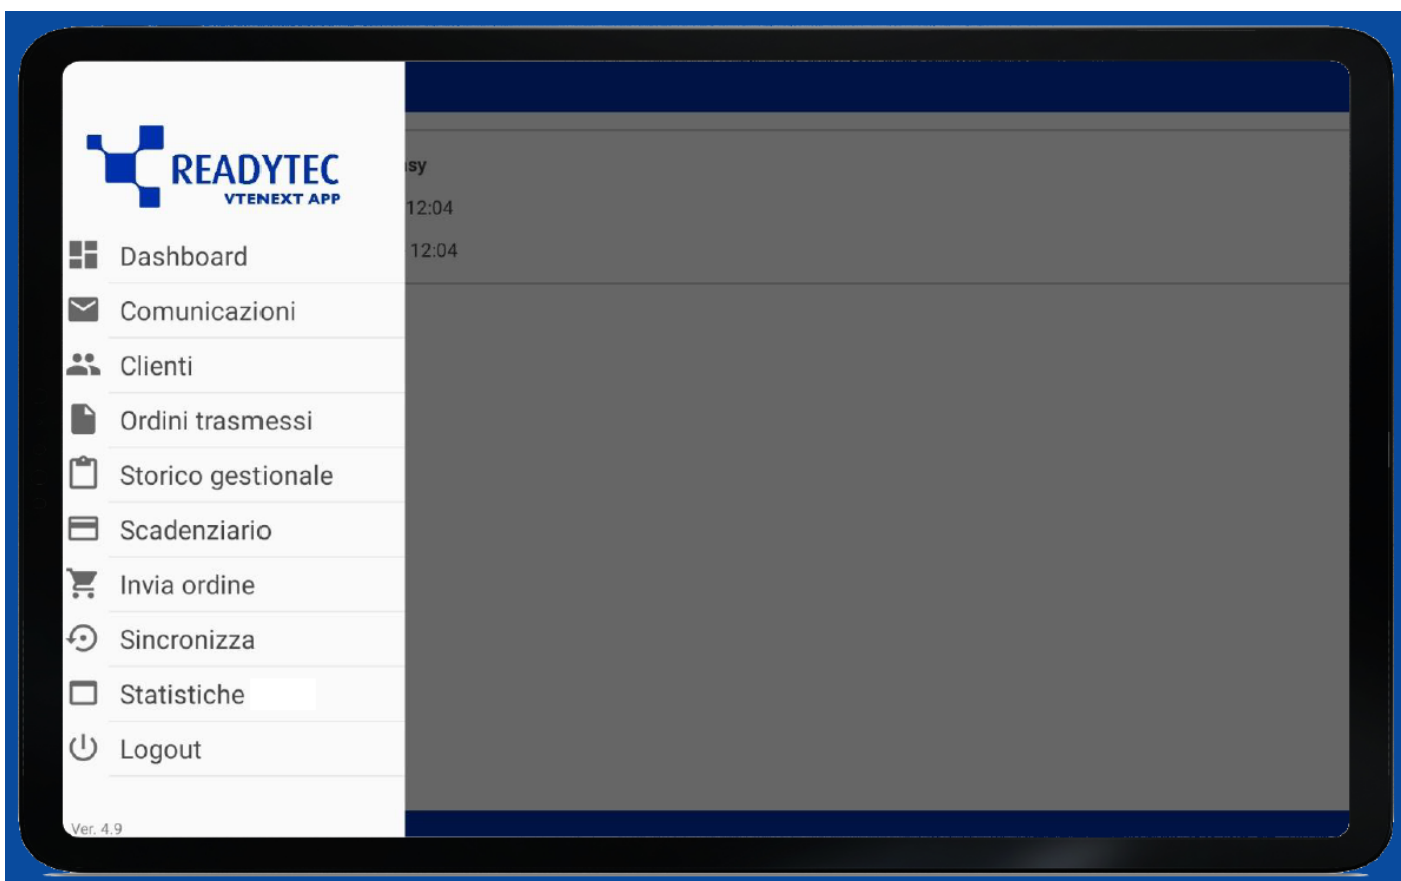 READYTEC
VTENEXT APP
12:04
12:04
Dashboard
Comunicazioni
Clienti
Ordini trasmessi
Storico gestionale
Scadenziario
Invia ordine
Sincronizza
Statistiche
Logout
Ver. 4.9